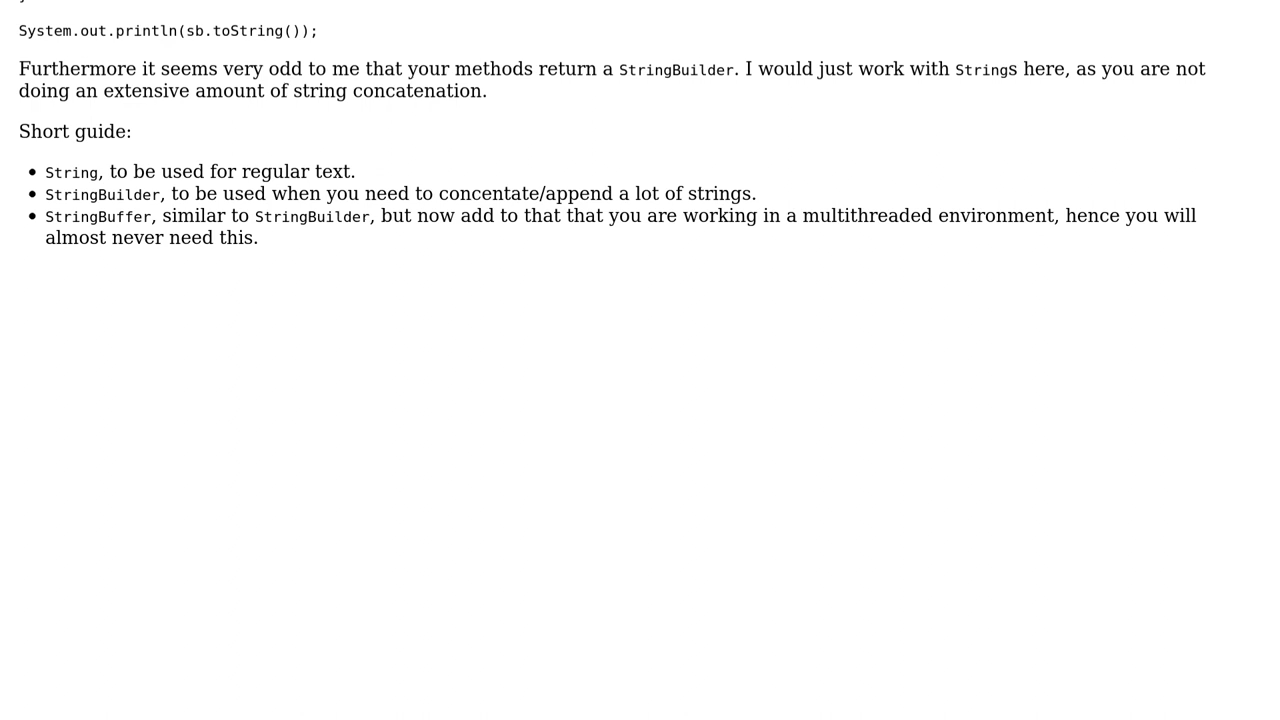 System.out.println(sb.toString());
Furthermore it seems very odd to me that your methods return a StringBuilder. I would just work with Strings here, as you are not
doing an extensive amount of string concatenation.
Short guide:
• String, to be used for regular text.
• StringBuilder, to be used when you need to concentate/append a lot of strings.
• StringBuffer, similar to StringBuilder, but now add to that that you are working in a multithreaded environment, hence you will
almost never need this.